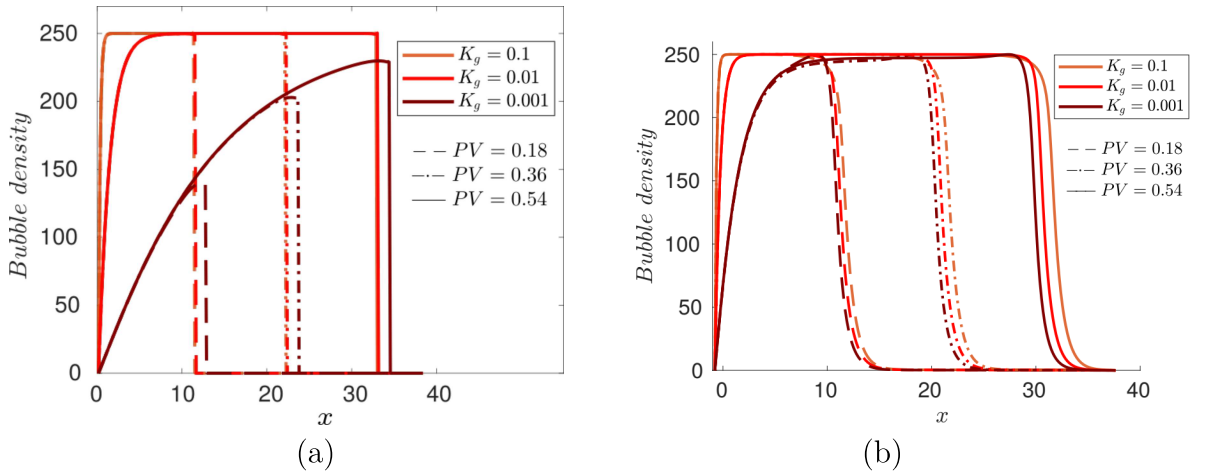 250
200
150
100
50
0
Bubble density
0 10 20 30 40
x
K_g = 0.1
K_g = 0.01
K_g = 0.001
PV = 0.18
PV = 0.36
PV = 0.54
(a)
250
200
150
100
50
0
Bubble density
0 10 20 30 40
x
K_g = 0.1
K_g = 0.01
K_g = 0.001
PV = 0.18
PV = 0.36
PV = 0.54
(b)